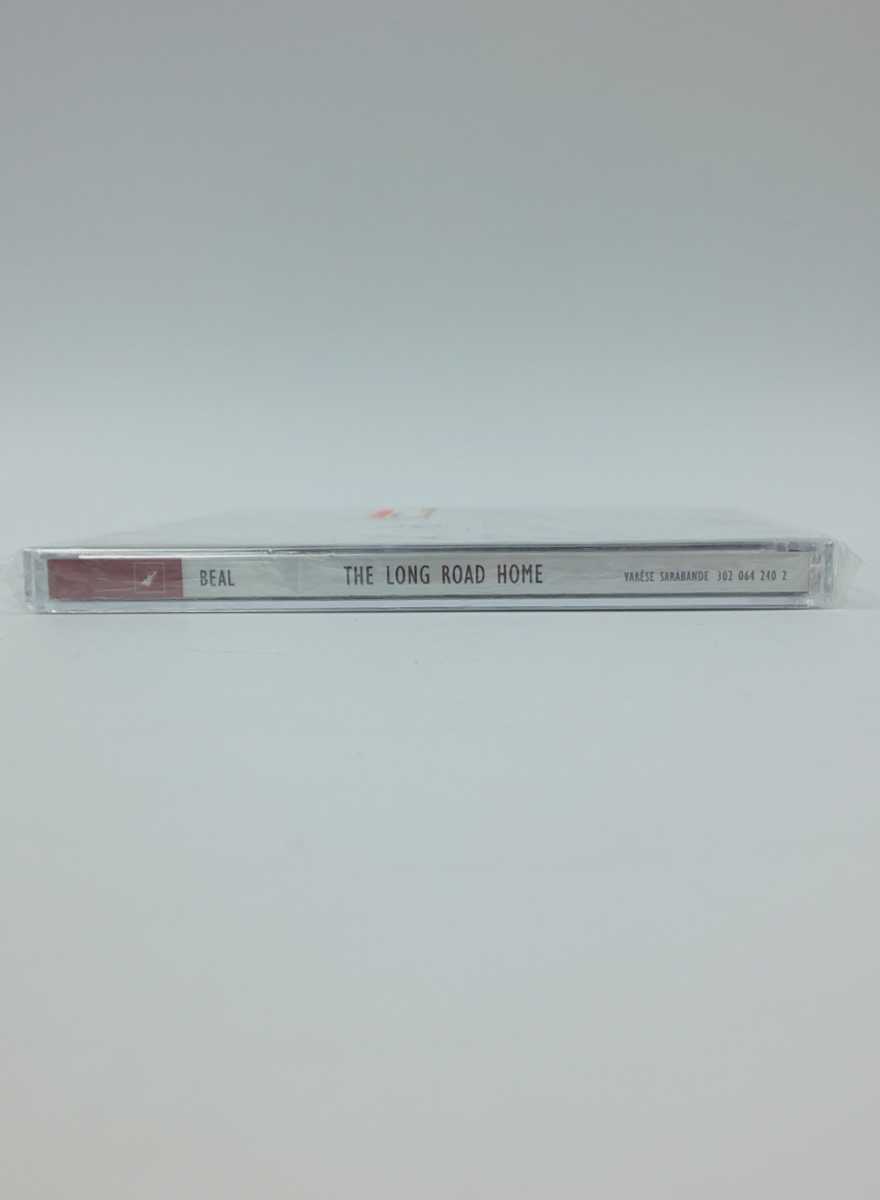 BEAL THE LONG ROAD HOME VARÈSE SARABANDE 302 064 240 2